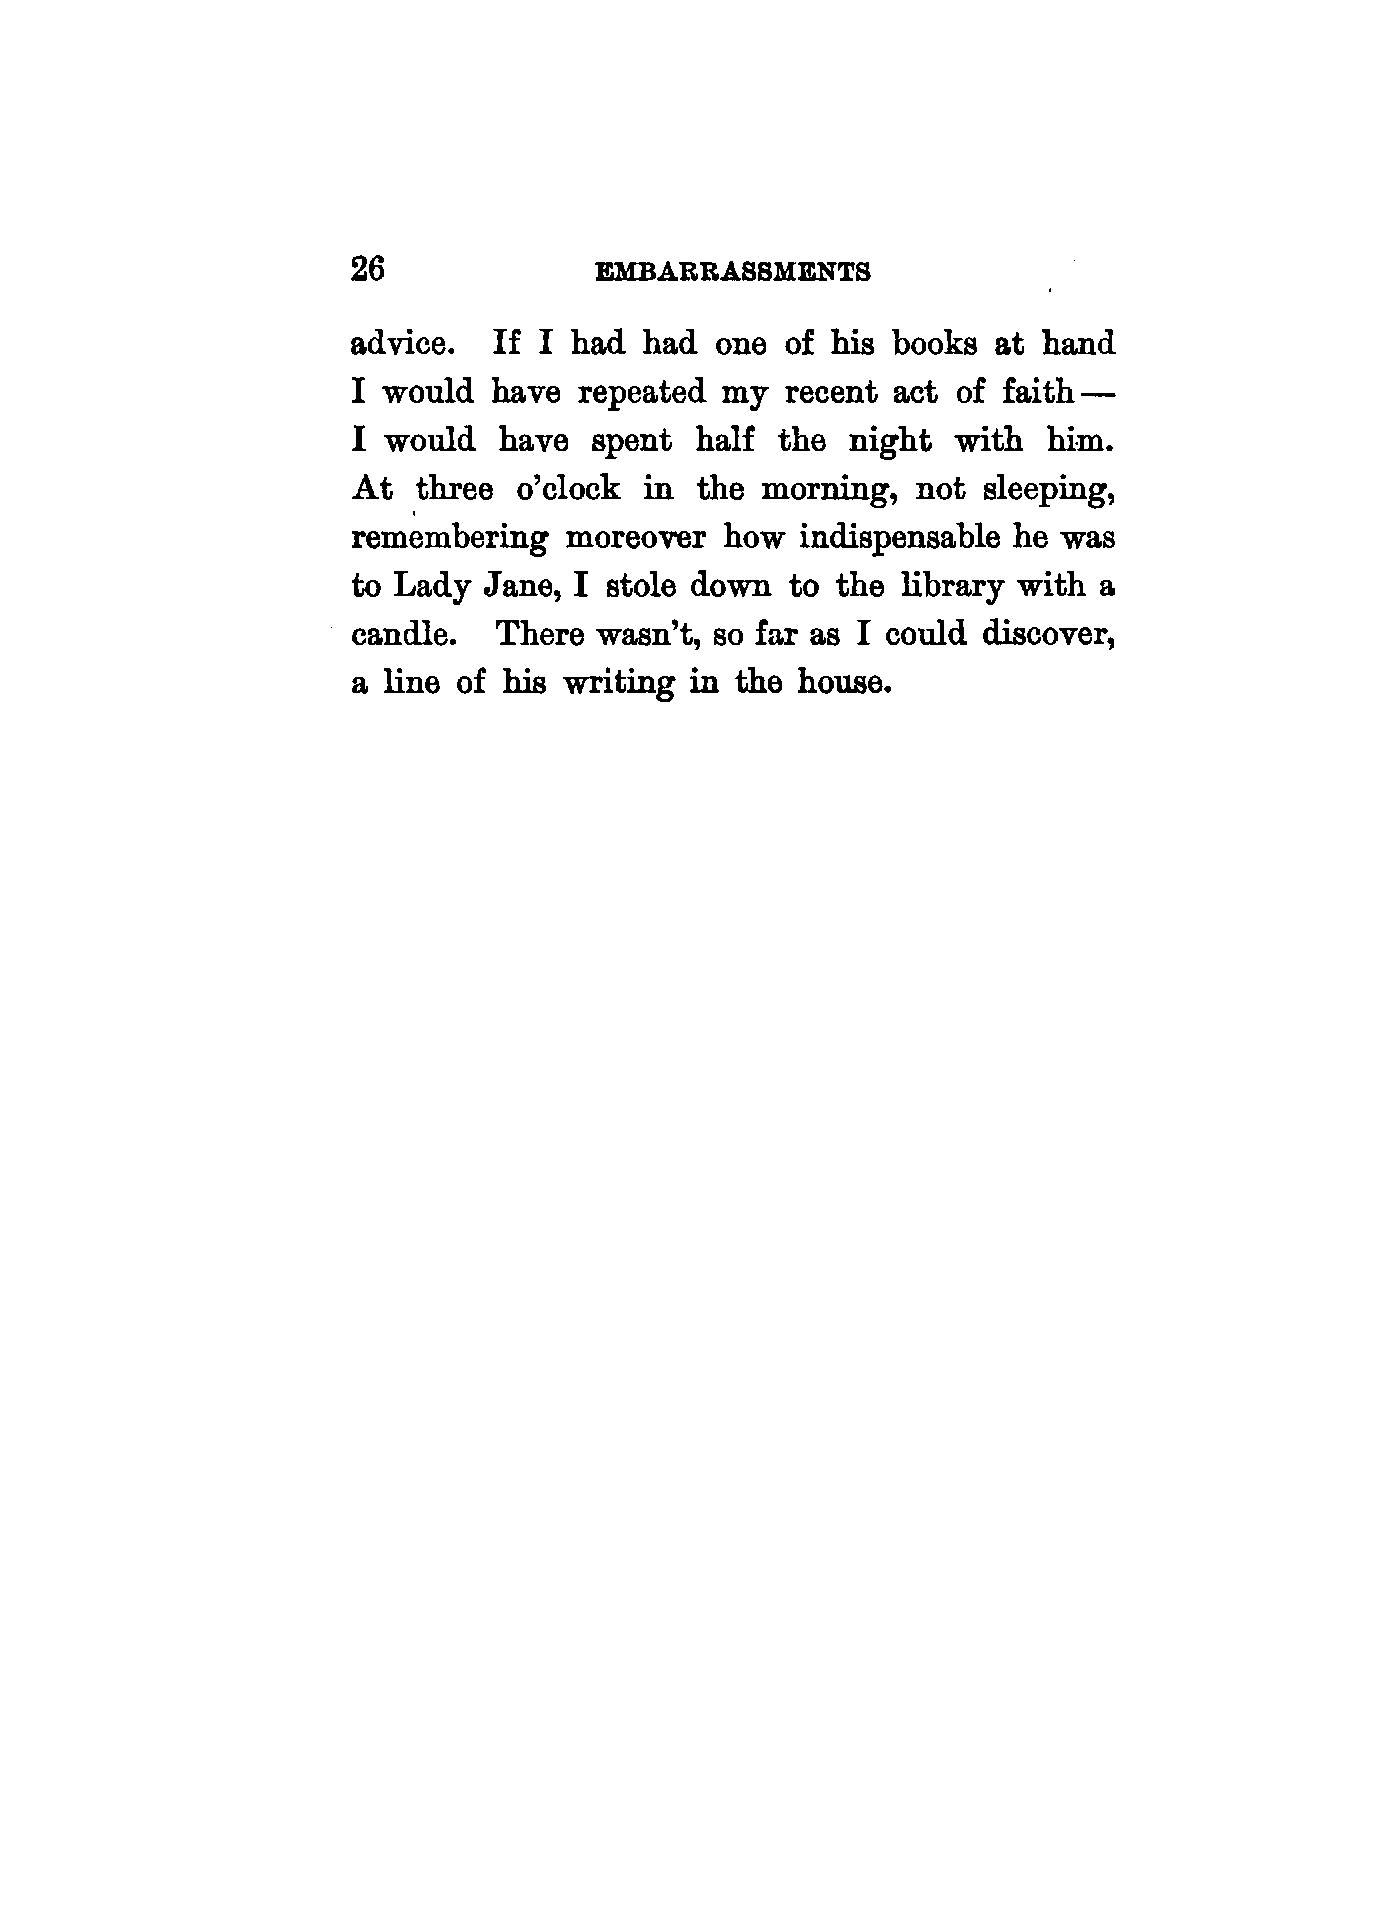 26 EMBARRASSMENTS
advice. If I had had one of his books at hand
I would have repeated my recent act of faith—
I would have spent half the night with him.
At three o'clock in the morning, not sleeping,
remembering moreover how indispensable he was
to Lady Jane, I stole down to the library with a
candle. There wasn't, so far as I could discover,
a line of his writing in the house.